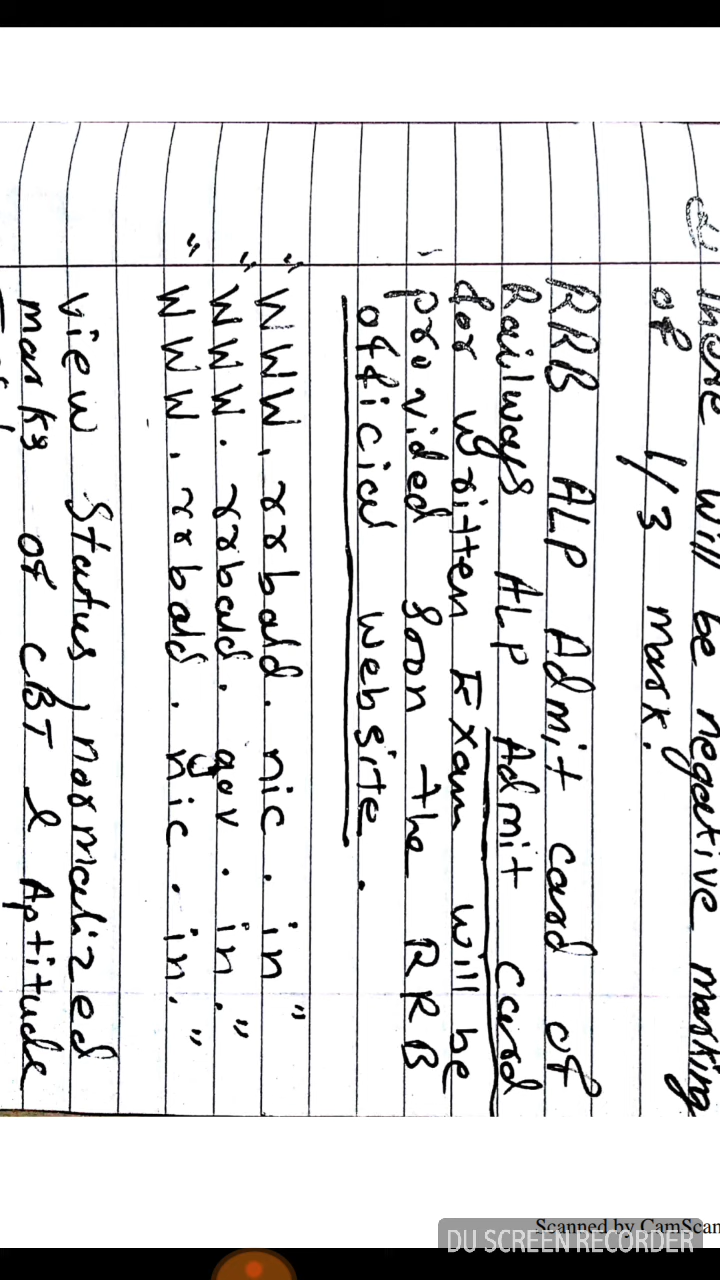 2) There will be negative marking
of 1/3 mark.
RRB ALP Admit card of
Railways ALP Admit card
for written Exam will be
provided soon the RRB
official website.
"WWW. rrbald. nic. in"
"WWW. rrbald. gov. in."
"WWW. rrbald. nic. in."
view status, normalized
marks of CBT & Aptitude
Scanned by CamScan
DU SCREEN RECORDER